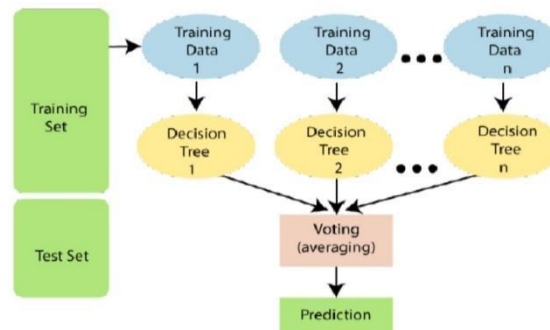 Training
Set
Test Set
Training
Data
1
Training
Data
2
Training
Data
n
Decision
Tree
1
Decision
Tree
2
Decision
Tree
n
Voting
(averaging)
Prediction